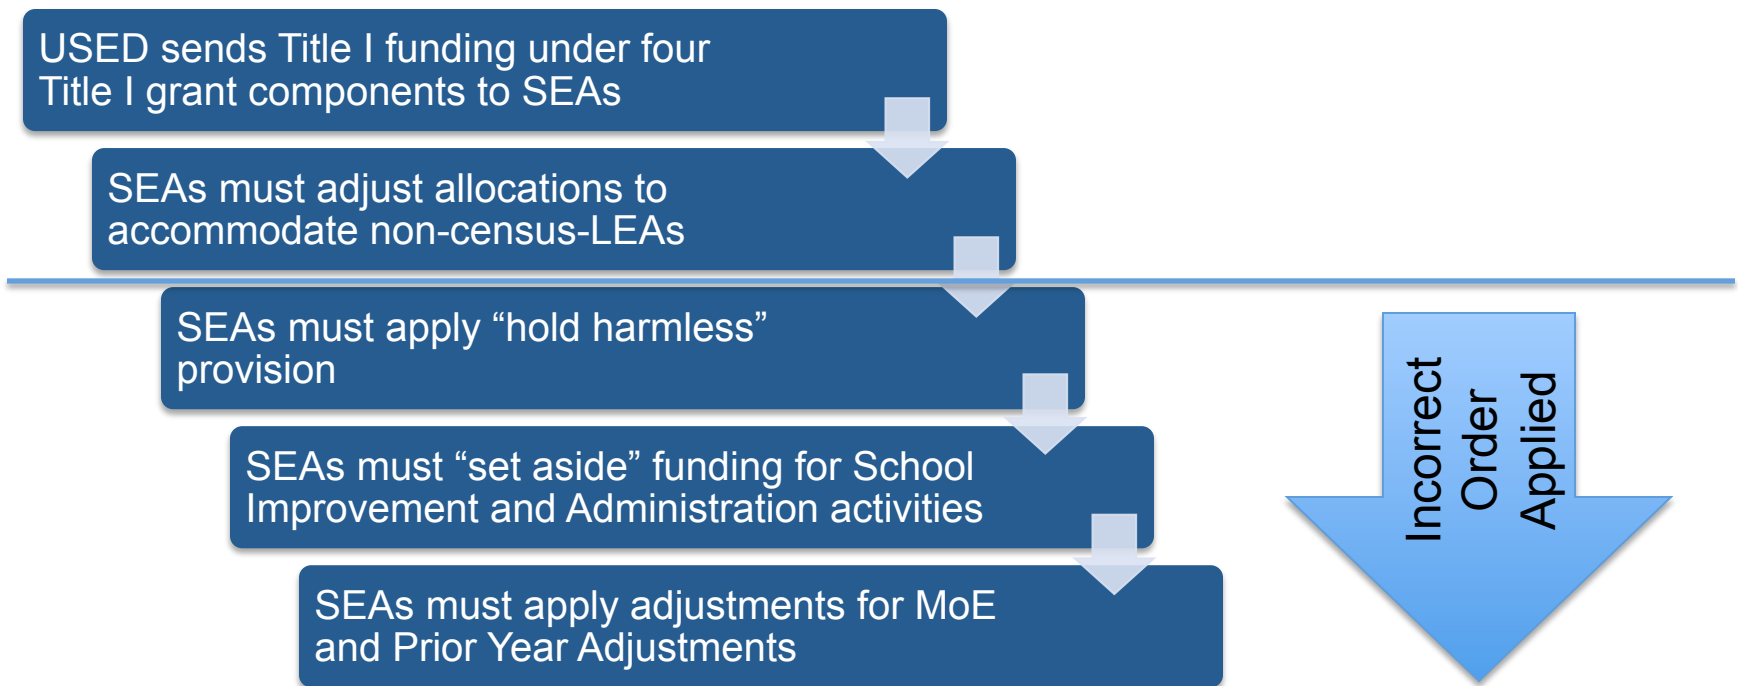 USED sends Title I funding under four
Title I grant components to SEAs
SEAs must adjust allocations to
accommodate non-census-LEAs
SEAs must apply “hold harmless”
provision
SEAs must “set aside” funding for School
Improvement and Administration activities
SEAs must apply adjustments for MoE
and Prior Year Adjustments
Incorrect
Order
Applied